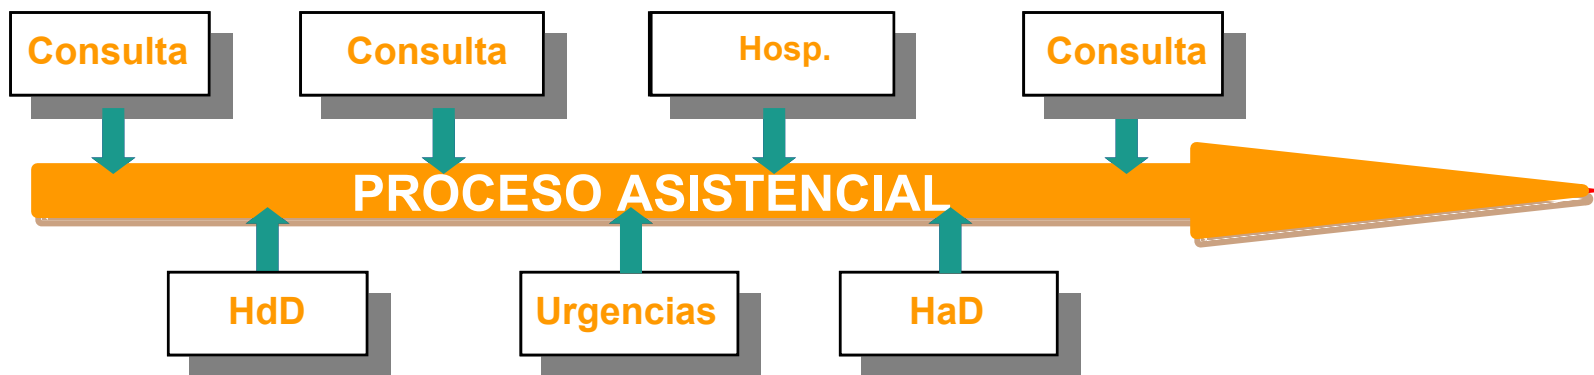 Consulta
Consulta
Hosp.
Consulta
PROCESO ASISTENCIAL
HdD
Urgencias
HaD